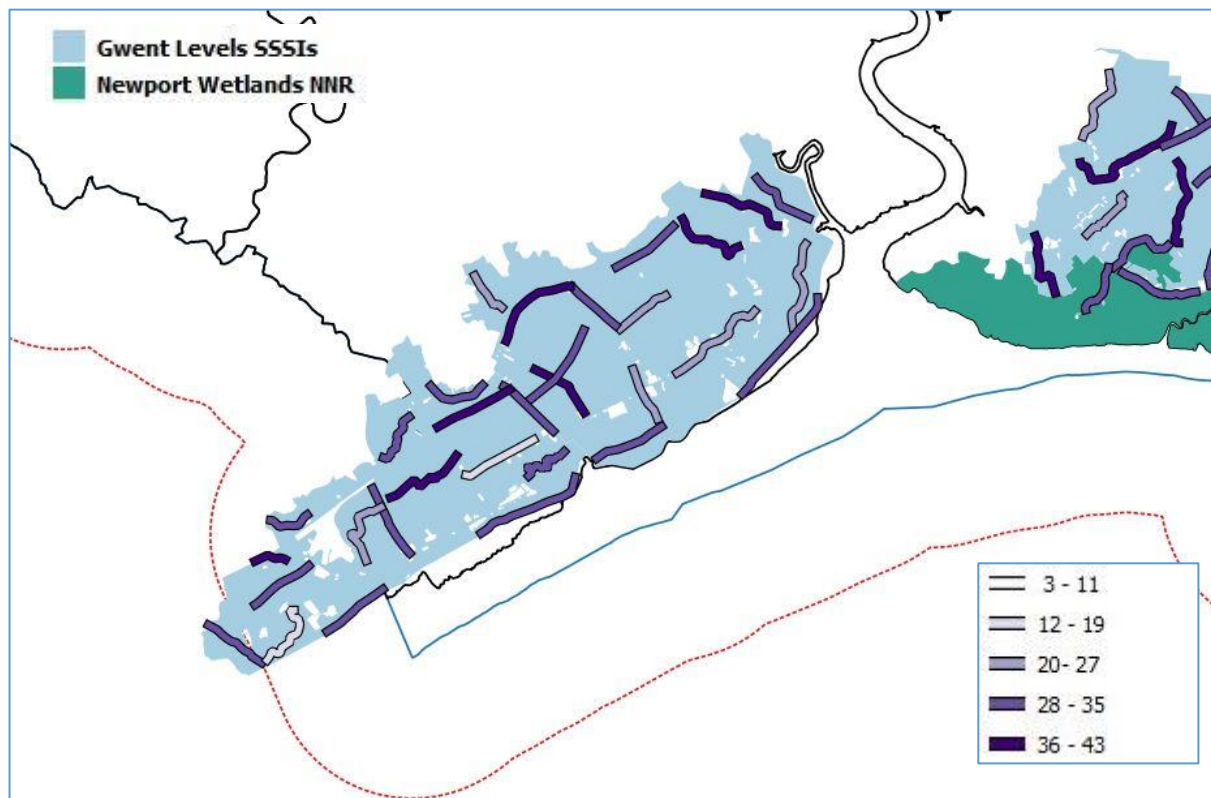 Gwent Levels SSSIs
Newport Wetlands NNR
3 - 11
12 - 19
20- 27
28 - 35
36 - 43